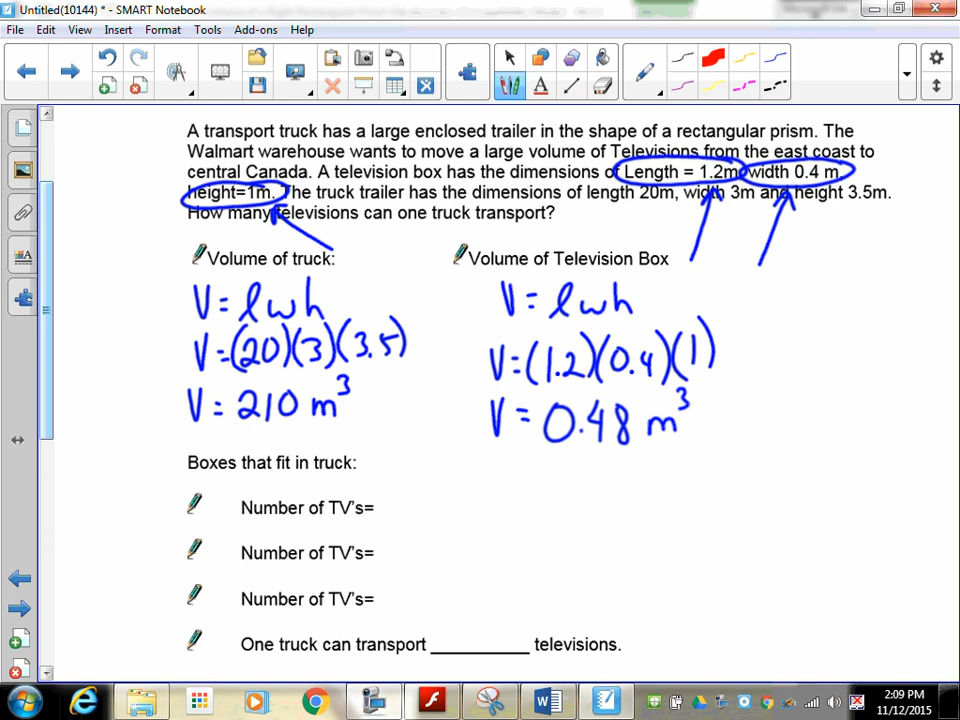 Untitled(10144) * - SMART Notebook
File Edit View Insert Format Tools Add-ons Help
A transport truck has a large enclosed trailer in the shape of a rectangular prism. The
Walmart warehouse wants to move a large volume of Televisions from the east coast to
central Canada. A television box has the dimensions of Length = 1.2m width 0.4 m,
height=1m. The truck trailer has the dimensions of length 20m, width 3m and height 3.5m.
How many televisions can one truck transport?
Volume of truck: Volume of Television Box
V = lwh V = lwh
V = (20)(3)(3.5) V = (1.2)(0.4)(1)
V = 210 m³ V = 0.48 m³
Boxes that fit in truck:
Number of TV's=
Number of TV's=
Number of TV's=
One truck can transport __________ televisions.
2:09 PM
11/12/2015